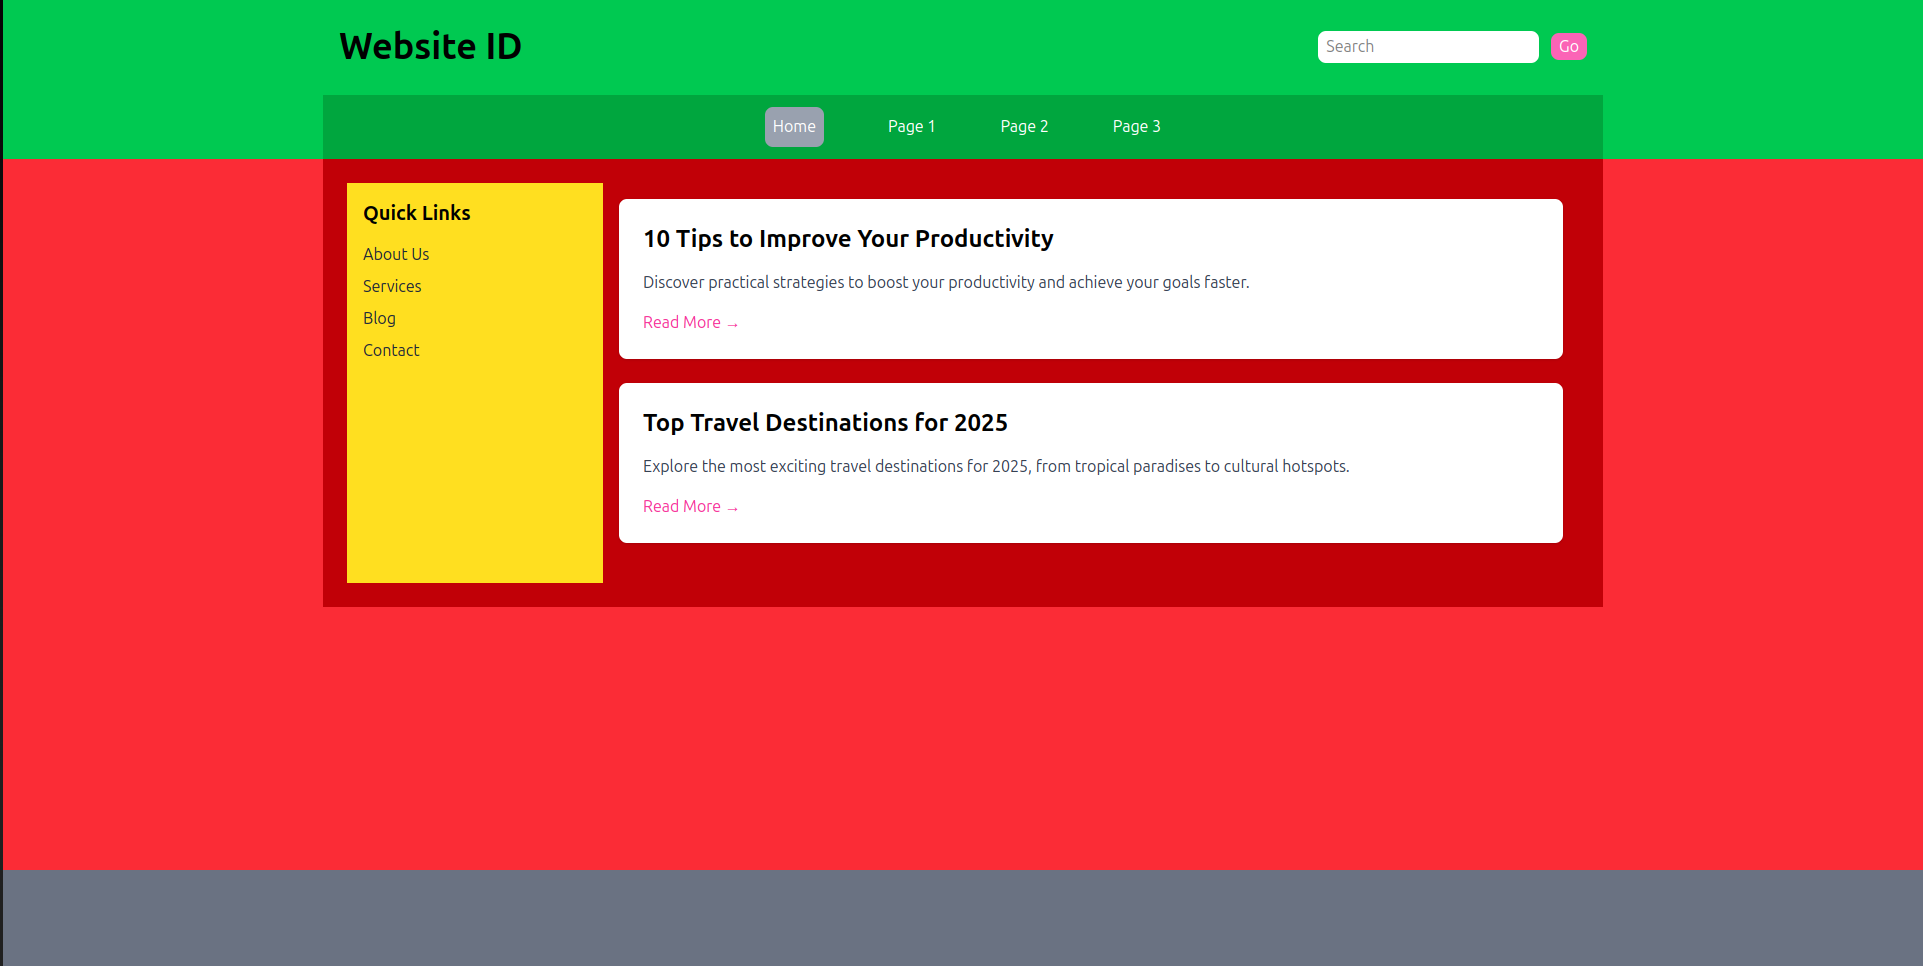 Website ID
Search
Go
Home
Page 1
Page 2
Page 3
Quick Links
About Us
Services
Blog
Contact
10 Tips to Improve Your Productivity
Discover practical strategies to boost your productivity and achieve your goals faster.
Read More →
Top Travel Destinations for 2025
Explore the most exciting travel destinations for 2025, from tropical paradises to cultural hotspots.
Read More →